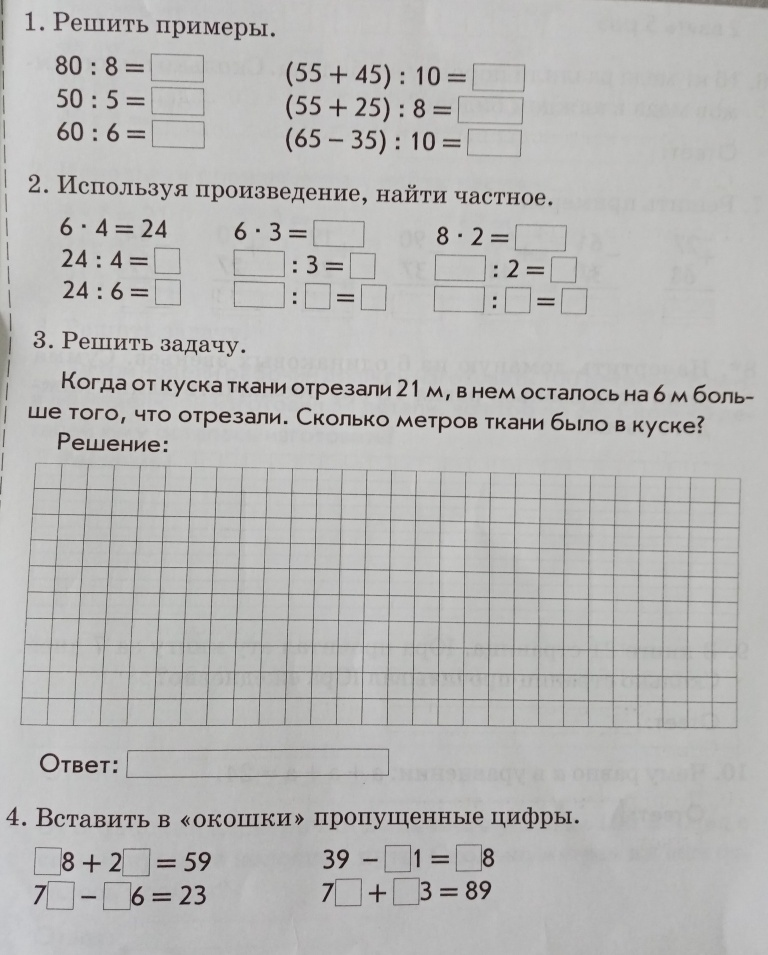 1. Решить примеры.
80 : 8 = (55 + 45) : 10 =
50 : 5 = (55 + 25) : 8 =
60 : 6 = (65 – 35) : 10 =
2. Используя произведение, найти частное.
6 · 4 = 24 6 · 3 = 8 · 2 =
24 : 4 = : 3 = : 2 =
24 : 6 = : = : =
3. Решить задачу.
Когда от куска ткани отрезали 21 м, в нем осталось на 6 м боль-
ше того, что отрезали. Сколько метров ткани было в куске?
Решение:
Ответ:
4. Вставить в «окошки» пропущенные цифры.
8 + 2 = 59 39 – 1 = 8
7 – 6 = 23 7 + 3 = 89